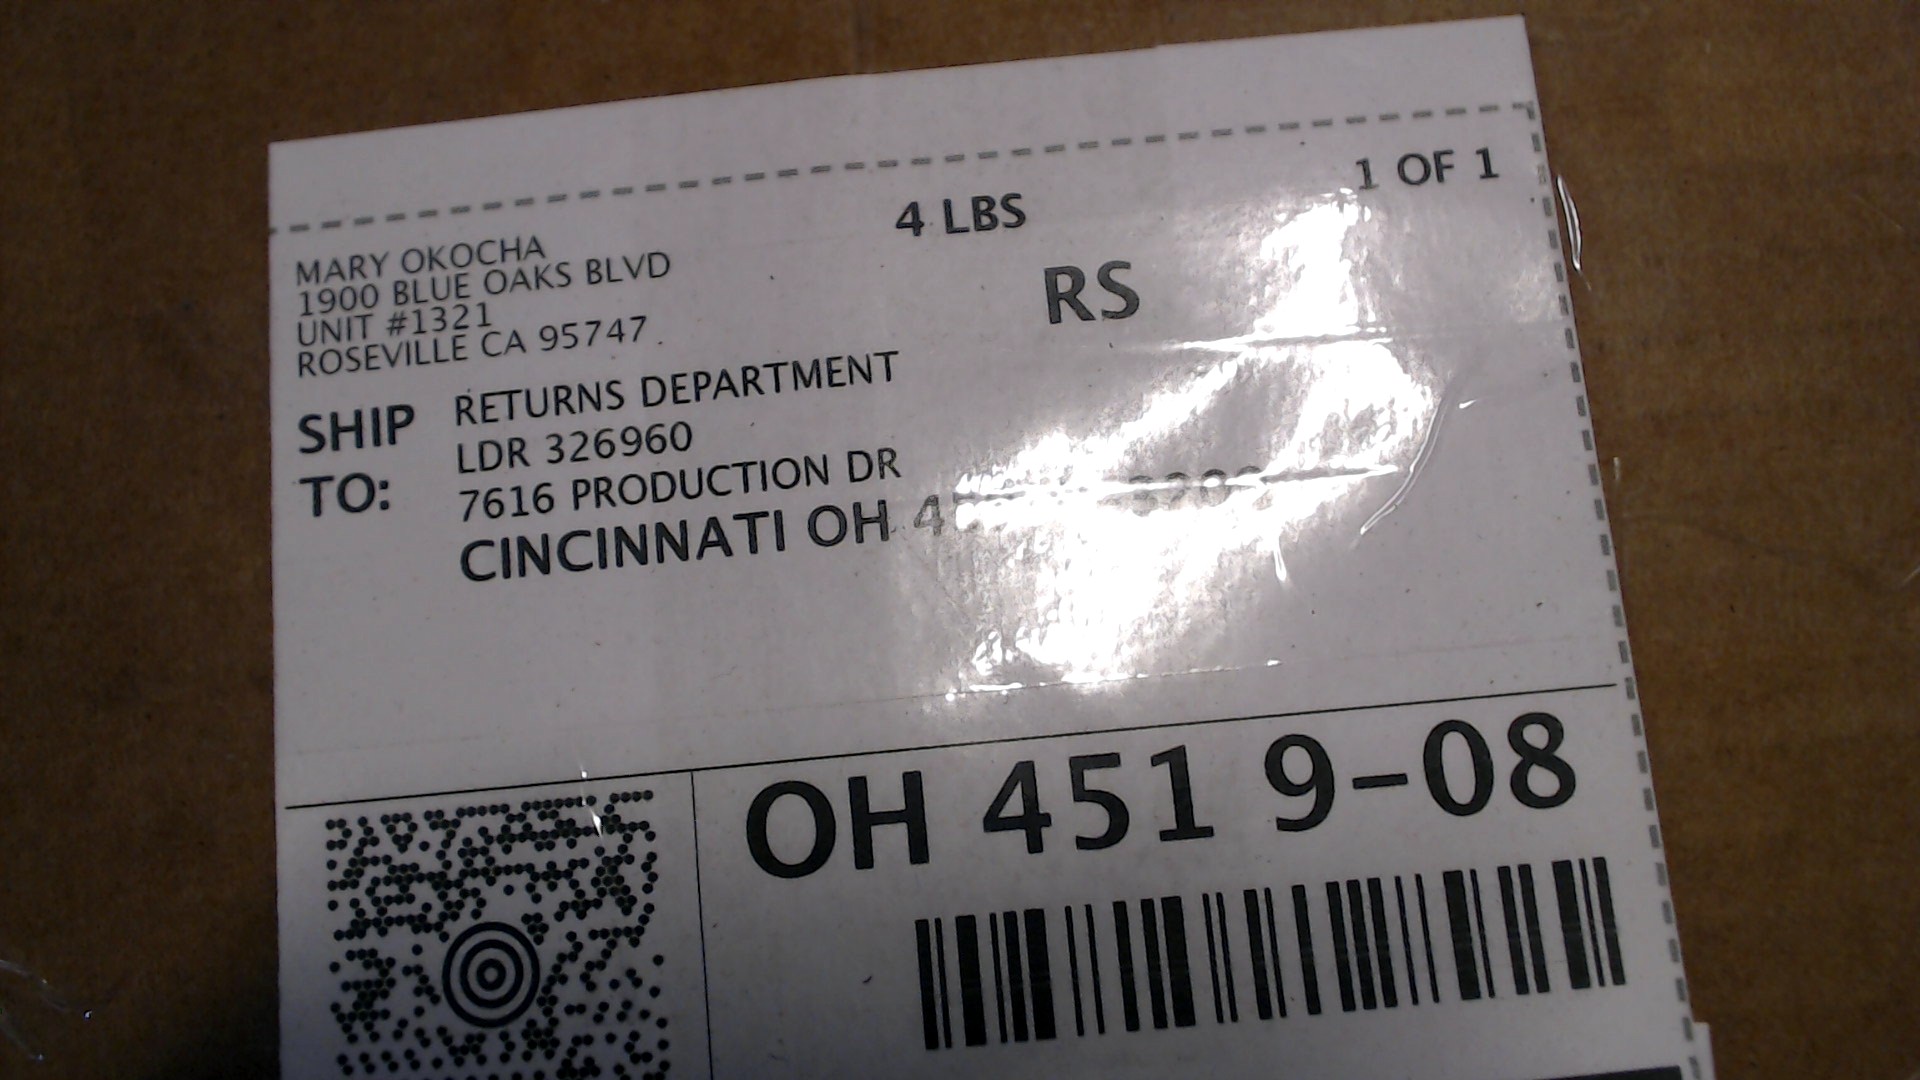 1 OF 1
4 LBS
RS
MARY OKOCHA
1900 BLUE OAKS BLVD
UNIT #1321
ROSEVILLE CA 95747
SHIP TO:
RETURNS DEPARTMENT
LDR 326960
7616 PRODUCTION DR
CINCINNATI OH
OH 451 9-08